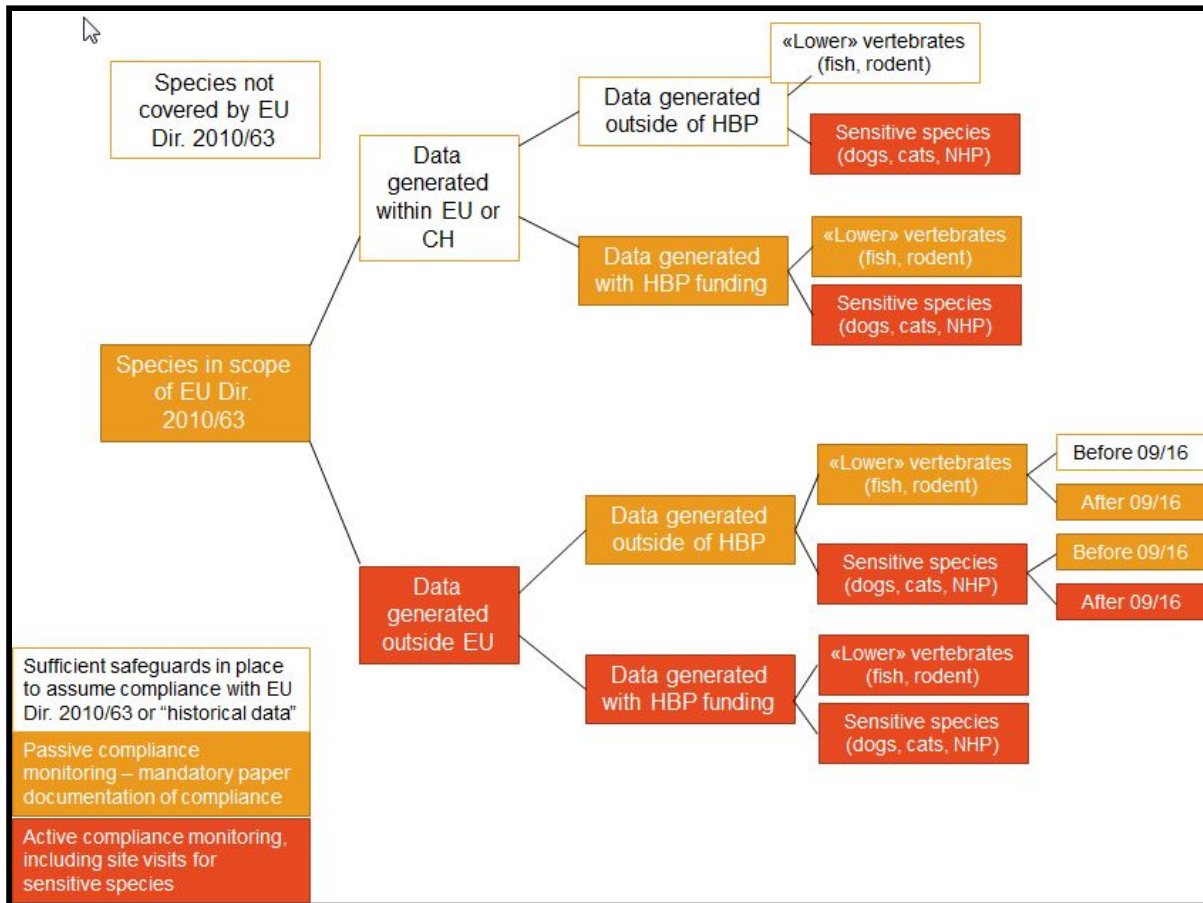 Species not
covered by EU
Dir. 2010/63
Species in scope
of EU Dir.
2010/63
Data
generated
within EU or
CH
Data generated
outside of HBP
«Lower» vertebrates
(fish, rodent)
Sensitive species
(dogs, cats, NHP)
Data generated
with HBP funding
«Lower» vertebrates
(fish, rodent)
Sensitive species
(dogs, cats, NHP)
Data
generated
outside EU
Data generated
outside of HBP
«Lower» vertebrates
(fish, rodent)
Before 09/16
After 09/16
Sensitive species
(dogs, cats, NHP)
Before 09/16
After 09/16
Data generated
with HBP funding
«Lower» vertebrates
(fish, rodent)
Sensitive species
(dogs, cats, NHP)
Sufficient safeguards in place
to assume compliance with EU
Dir. 2010/63 or “historical data”
Passive compliance
monitoring – mandatory paper
documentation of compliance
Active compliance monitoring,
including site visits for
sensitive species